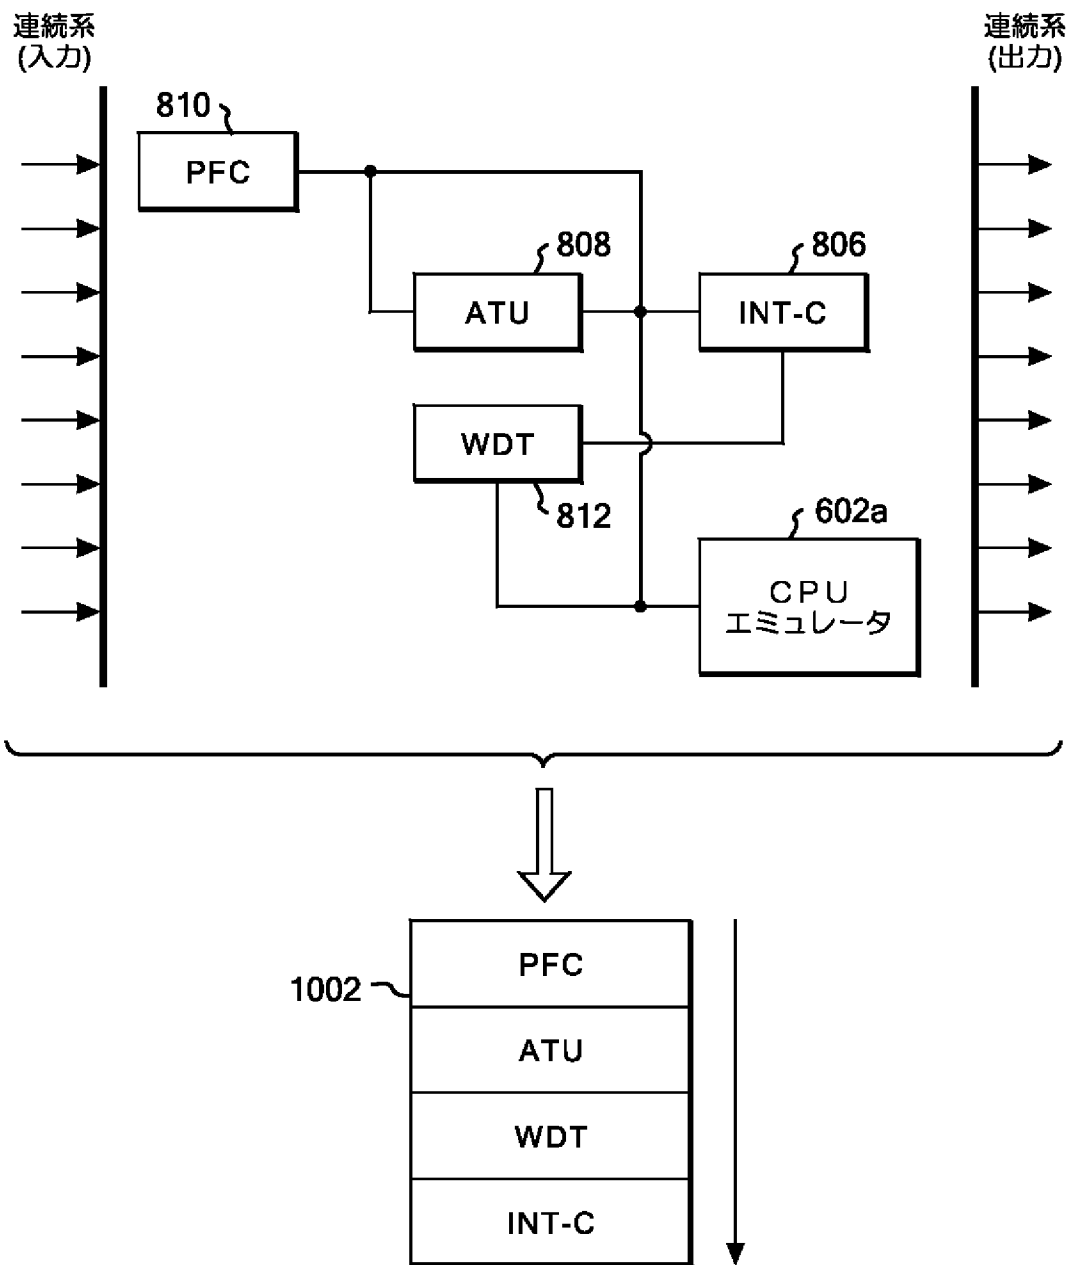 連続系
(入力)
連続系
(出力)
810
PFC
808
ATU
806
INT-C
WDT
812
602a
CPU
エミュレータ
1002
PFC
ATU
WDT
INT-C